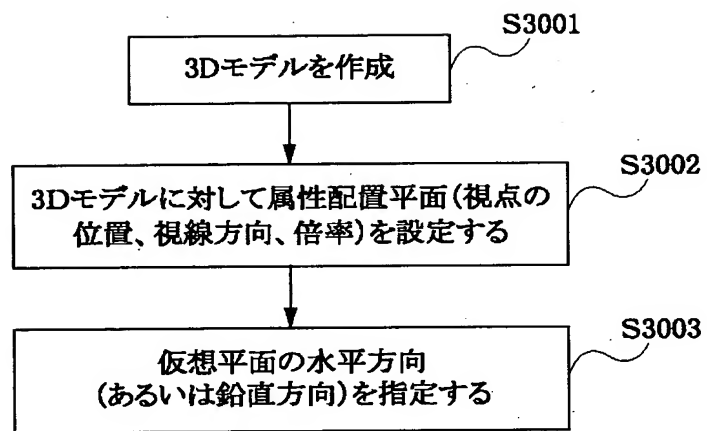 S3001
3Dモデルを作成
S3002
3Dモデルに対して属性配置平面(視点の
位置、視線方向、倍率)を設定する
S3003
仮想平面の水平方向
(あるいは鉛直方向)を指定する